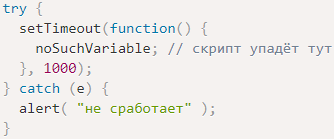 try {
  setTimeout(function() {
    noSuchVariable; // скрипт упадёт тут
  }, 1000);
} catch (e) {
  alert( "не сработает" );
}